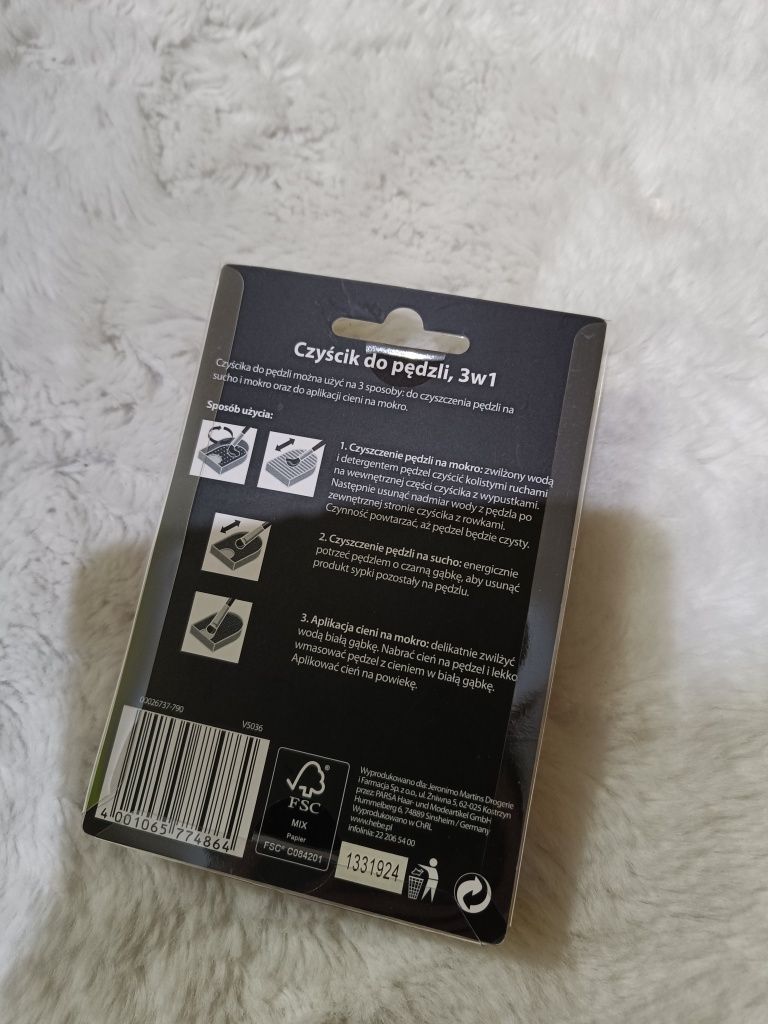 Czyścik do pędzli, 3w1
Czyścika do pędzli można użyć na 3 sposoby: do czyszczenia pędzli na
sucho i mokro oraz do aplikacji cieni na mokro.
Sposób użycia:
1. Czyszczenie pędzli na mokro: zwilżony wodą
i detergentem pędzel czyścić kolistymi ruchami
na wewnętrznej części czyścika z wypustkami.
Następnie usunąć nadmiar wody z pędzla po
zewnętrznej stronie czyścika z rowkami.
Czynność powtarzać, aż pędzel będzie czysty.
2. Czyszczenie pędzli na sucho: energicznie
potrzeć pędzlem o czarną gąbkę, aby usunąć
produkt sypki pozostały na pędzlu.
3. Aplikacja cieni na mokro: delikatnie zwilżyć
wodą białą gąbkę. Nabrać cień na pędzel i lekko
wmasować pędzel z cieniem w białą gąbkę.
Aplikować cień na powiekę.
00026737-790
V5036
4 001065 774864
FSC
MIX
Papier
FSC® C084201
Wyprodukowano dla: Jeronimo Martins Drogerie
i Farmacja Sp. z o.o., ul. Żniwna 5, 62-025 Kostrzyn
przez: PARSA Haar- und Modeartikel GmbH
Hummelberg 6, 74889 Sinsheim / Germany
Wyprodukowano w ChRL
www.hebe.pl
Infolinia: 22 206 54 00
1331924